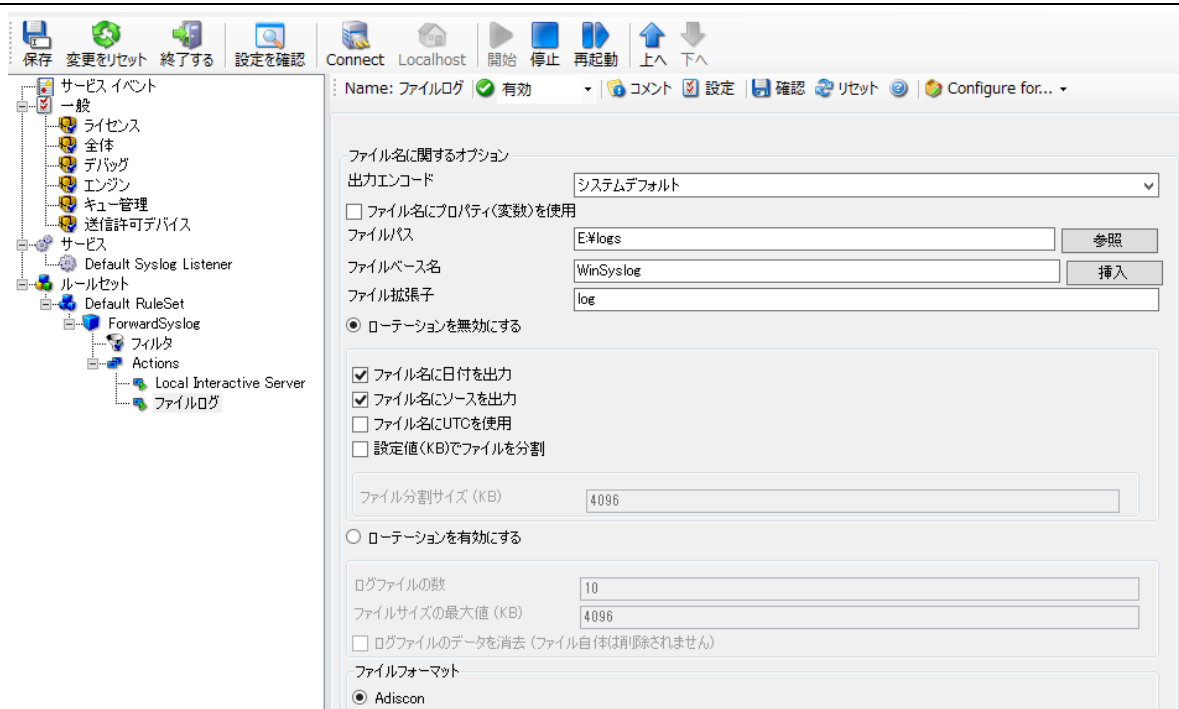 保存 変更をリセット 終了する 設定を確認 Connect Localhost 開始 停止 再起動 上へ 下へ
サービス イベント
一般
ライセンス
全体
デバッグ
エンジン
キュー管理
送信許可デバイス
サービス
Default Syslog Listener
ルールセット
Default RuleSet
ForwardSyslog
フィルタ
Actions
Local Interactive Server
ファイルログ
Name: ファイルログ 有効 コメント 設定 確認 リセット Configure for...
ファイル名に関するオプション
出力エンコード システムデフォルト
ファイル名にプロパティ(変数)を使用
ファイルパス E:¥logs 参照
ファイルベース名 WinSyslog 挿入
ファイル拡張子 log
ローテーションを無効にする
ファイル名に日付を出力
ファイル名にソースを出力
ファイル名にUTCを使用
設定値(KB)でファイルを分割
ファイル分割サイズ (KB) 4096
ローテーションを有効にする
ログファイルの数 10
ファイルサイズの最大値 (KB) 4096
ログファイルのデータを消去 (ファイル自体は削除されません)
ファイルフォーマット
Adiscon